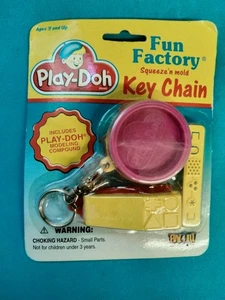 Ages 5 and Up
Play-Doh
Fun
Factory®
Squeeze'n mold
Key Chain
INCLUDES
PLAY-DOH®
MODELING
COMPOUND
WARNING:
CHOKING HAZARD - Small Parts.
Not for children under 3 years.